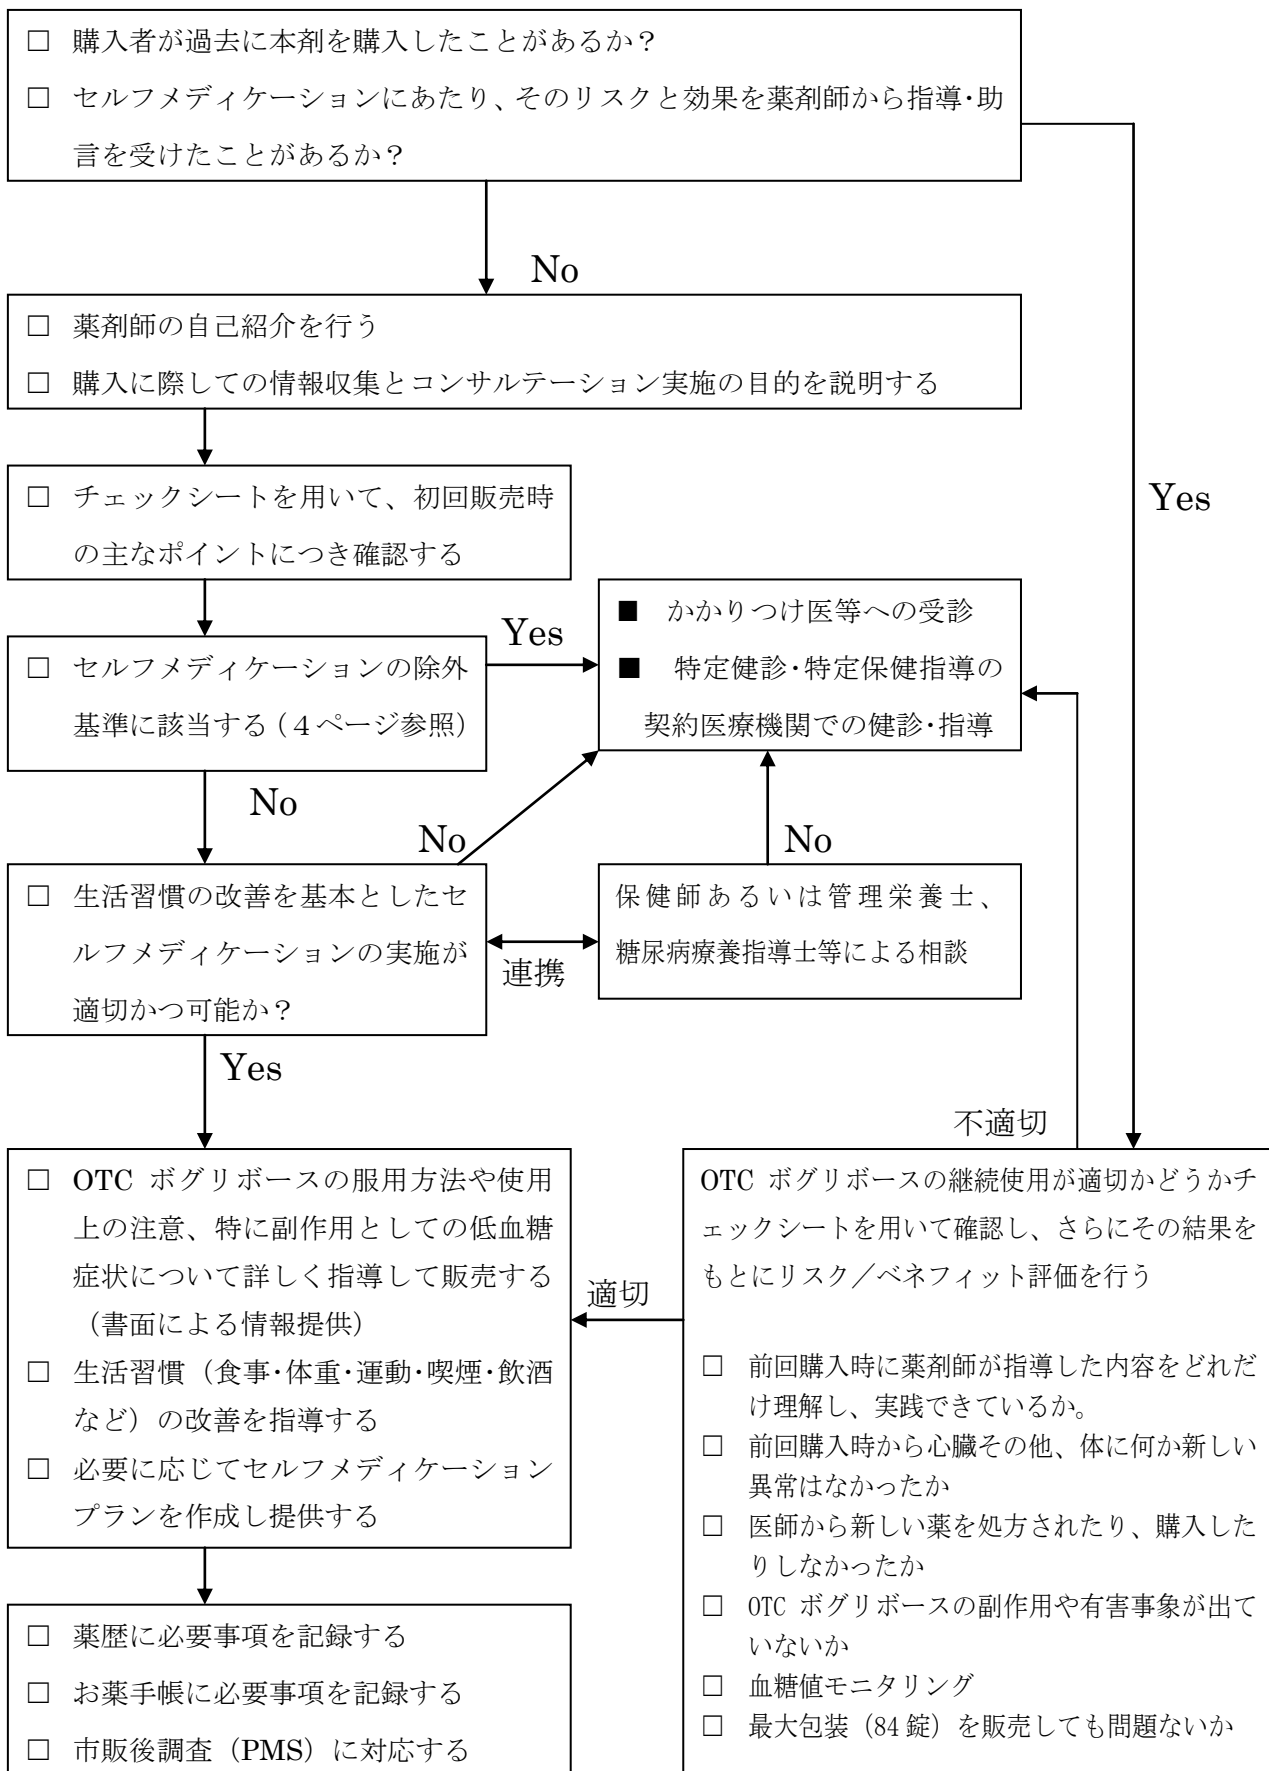 □ 購入者が過去に本剤を購入したことがあるか？
□ セルフメディケーションにあたり、そのリスクと効果を薬剤師から指導・助
言を受けたことがあるか？
No
□ 薬剤師の自己紹介を行う
□ 購入に際しての情報収集とコンサルテーション実施の目的を説明する
Yes
□ チェックシートを用いて、初回販売時
の主なポイントにつき確認する
□ セルフメディケーションの除外
基準に該当する（４ページ参照）
Yes
■ かかりつけ医等への受診
■ 特定健診・特定保健指導の
契約医療機関での健診・指導
No
No
No
□ 生活習慣の改善を基本としたセ
ルフメディケーションの実施が
適切かつ可能か？
連携
保健師あるいは管理栄養士、
糖尿病療養指導士等による相談
Yes
不適切
□ OTC ボグリボースの服用方法や使用
上の注意、特に副作用としての低血糖
症状について詳しく指導して販売する
（書面による情報提供）
□ 生活習慣（食事・体重・運動・喫煙・飲酒
など）の改善を指導する
□ 必要に応じてセルフメディケーション
プランを作成し提供する
適切
OTC ボグリボースの継続使用が適切かどうかチ
ェックシートを用いて確認し、さらにその結果を
もとにリスク／ベネフィット評価を行う
□ 前回購入時に薬剤師が指導した内容をどれだ
け理解し、実践できているか。
□ 前回購入時から心臓その他、体に何か新しい
異常はなかったか
□ 医師から新しい薬を処方されたり、購入した
りしなかったか
□ OTC ボグリボースの副作用や有害事象が出て
いないか
□ 血糖値モニタリング
□ 最大包装（84 錠）を販売しても問題ないか
□ 薬歴に必要事項を記録する
□ お薬手帳に必要事項を記録する
□ 市販後調査（PMS）に対応する